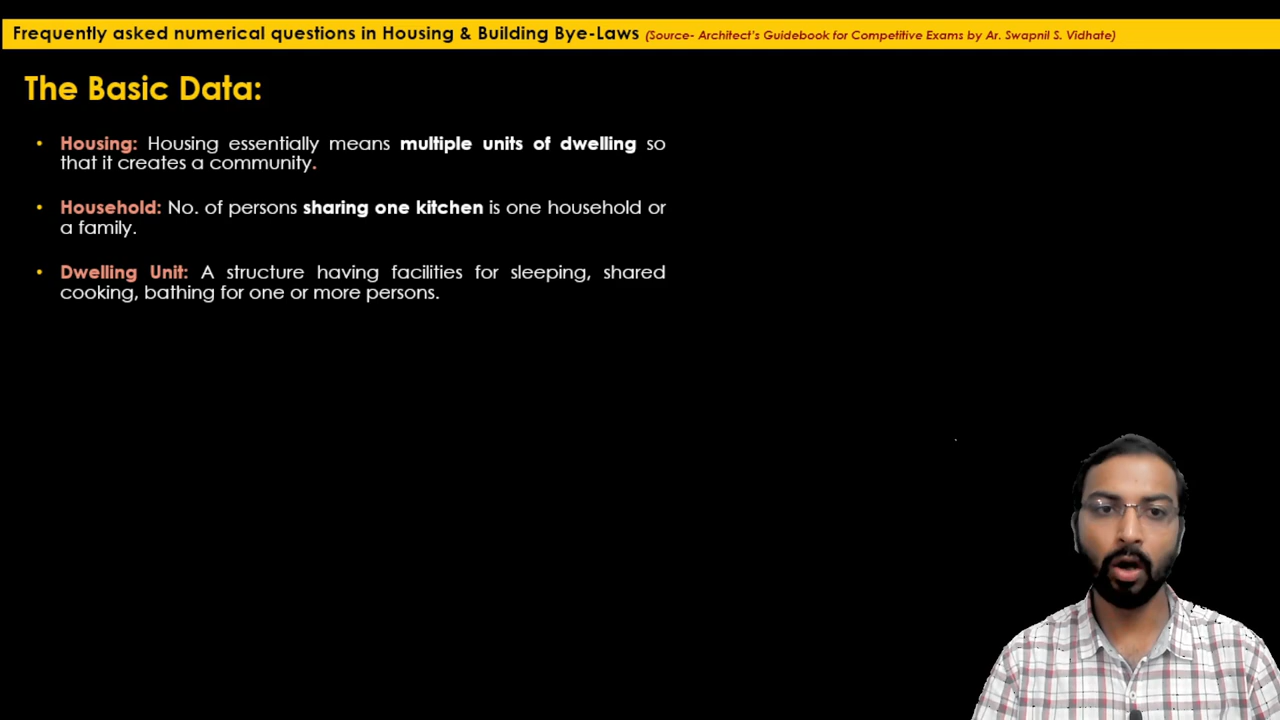 Frequently asked numerical questions in Housing & Building Bye-Laws (Source- Architect's Guidebook for Competitive Exams by Ar. Swapnil S. Vidhate)
The Basic Data:
• Housing: Housing essentially means multiple units of dwelling so
that it creates a community.
• Household: No. of persons sharing one kitchen is one household or
a family.
• Dwelling Unit: A structure having facilities for sleeping, shared
cooking, bathing for one or more persons.